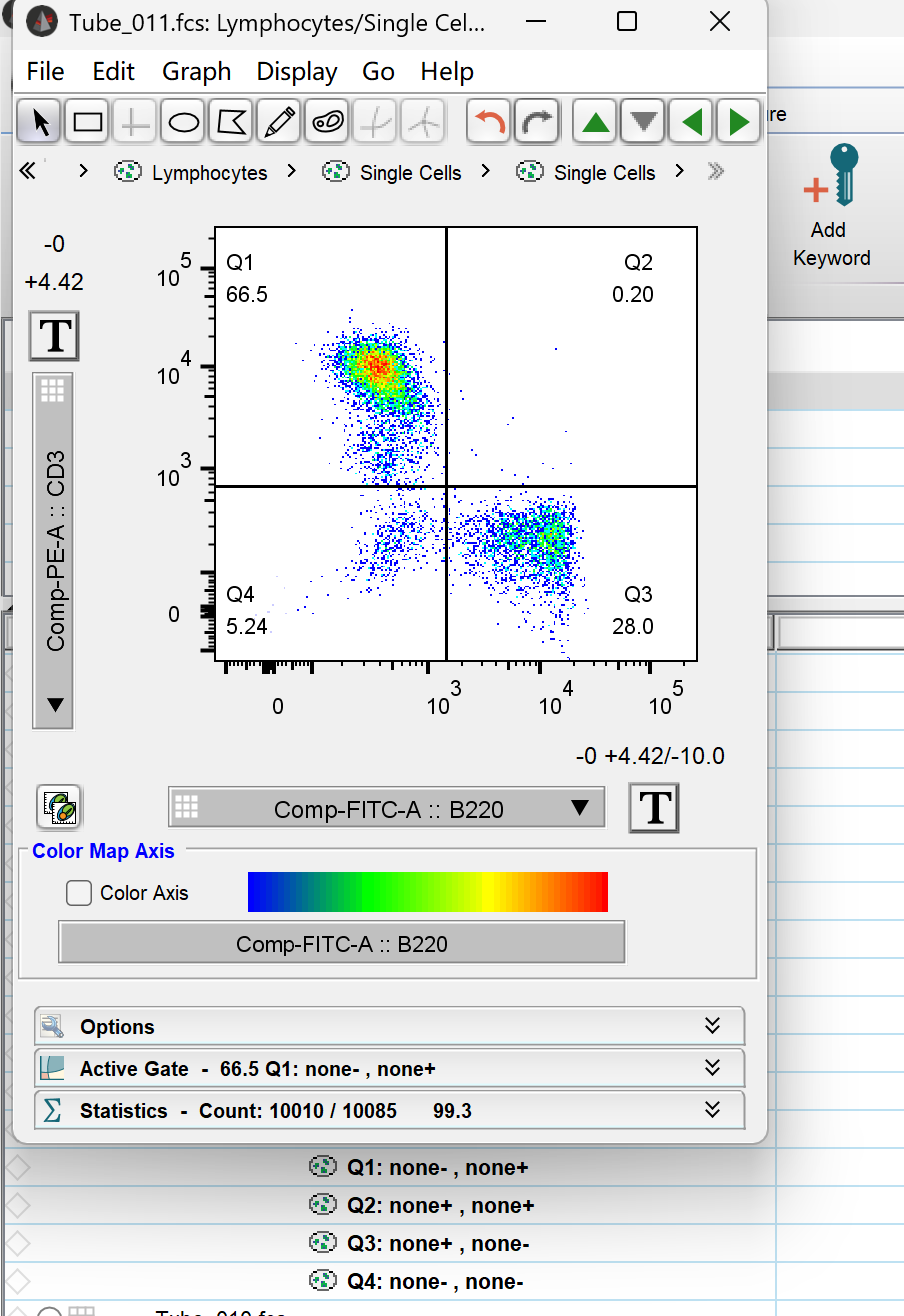 Tube_011.fcs: Lymphocytes/Single Cel...
File Edit Graph Display Go Help
Lymphocytes Single Cells Single Cells
Add
Keyword
-0
+4.42
T
Comp-PE-A :: CD3
10^5
10^4
10^3
0
Q1
66.5
Q2
0.20
Q4
5.24
Q3
28.0
0 10^3 10^4 10^5
-0 +4.42/-10.0
Comp-FITC-A :: B220
T
Color Map Axis
Color Axis
Comp-FITC-A :: B220
Options
Active Gate - 66.5 Q1: none- , none+
Statistics - Count: 10010 / 10085 99.3
Q1: none- , none+
Q2: none+ , none+
Q3: none+ , none-
Q4: none- , none-